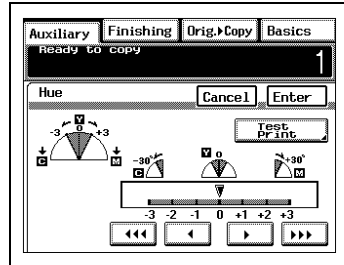 Auxiliary Finishing Orig.▸Copy Basics
Ready to copy
1
Hue Cancel Enter
Test Print
Y
-3 0 +3
C M
-30° Y 0 +30°
C M
-3 -2 -1 0 +1 +2 +3